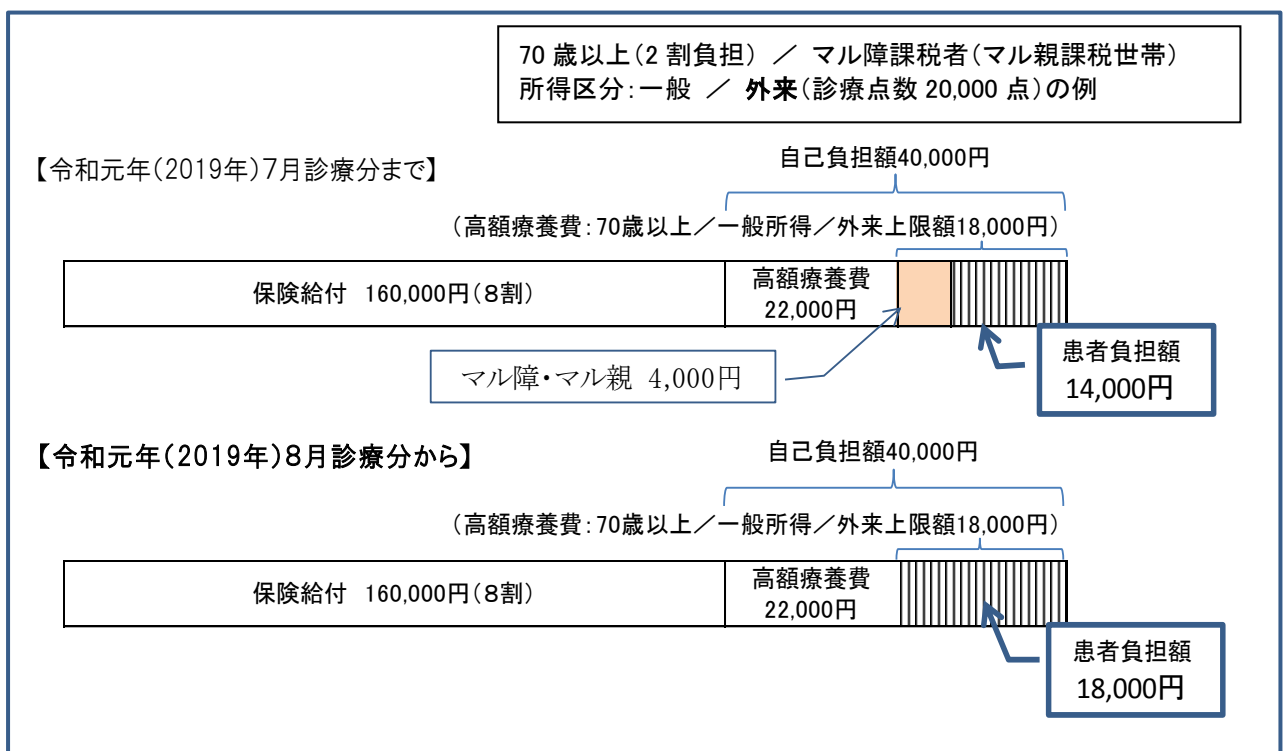 70 歳以上(2 割負担) / マル障課税者(マル親課税世帯)
所得区分:一般 / 外来(診療点数 20,000 点)の例
【令和元年(2019年)7月診療分まで】
自己負担額40,000円
(高額療養費:70歳以上/一般所得/外来上限額18,000円)
保険給付 160,000円(8割)
高額療養費
22,000円
マル障・マル親 4,000円
患者負担額
14,000円
【令和元年(2019年)8月診療分から】
自己負担額40,000円
(高額療養費:70歳以上/一般所得/外来上限額18,000円)
保険給付 160,000円(8割)
高額療養費
22,000円
患者負担額
18,000円